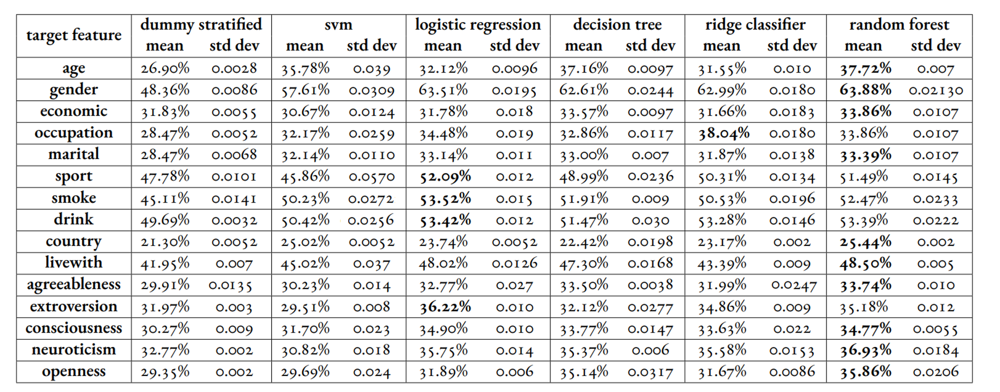 target feature dummy stratified svm logistic regression decision tree ridge classifier random forest
mean std dev mean std dev mean std dev mean std dev mean std dev mean std dev
age 26.90% 0.0028 35.78% 0.039 32.12% 0.0096 37.16% 0.0097 31.55% 0.010 37.72% 0.007
gender 48.36% 0.0086 57.61% 0.0309 63.51% 0.0195 62.61% 0.0244 62.99% 0.0180 63.88% 0.02130
economic 31.83% 0.0055 30.67% 0.0124 31.78% 0.018 33.57% 0.0097 31.66% 0.0183 33.86% 0.0107
occupation 28.47% 0.0052 32.17% 0.0259 34.48% 0.019 32.86% 0.0117 38.04% 0.0180 33.86% 0.0107
marital 28.47% 0.0068 32.14% 0.0110 33.14% 0.011 33.00% 0.007 31.87% 0.0138 33.39% 0.0107
sport 47.78% 0.0101 45.86% 0.0570 52.09% 0.012 48.99% 0.0236 50.31% 0.0134 51.49% 0.0145
smoke 45.11% 0.0141 50.23% 0.0272 53.52% 0.015 51.91% 0.009 50.53% 0.0196 52.47% 0.0233
drink 49.69% 0.0032 50.42% 0.0256 53.42% 0.012 51.47% 0.030 53.28% 0.0146 53.39% 0.0222
country 21.30% 0.0052 25.02% 0.0052 23.74% 0.0052 22.42% 0.0198 23.17% 0.002 25.44% 0.002
livewith 41.95% 0.007 45.02% 0.037 48.02% 0.0126 47.30% 0.0168 43.39% 0.009 48.50% 0.005
agreeableness 29.91% 0.0135 30.23% 0.014 32.77% 0.027 33.50% 0.0038 31.99% 0.0247 33.74% 0.010
extroversion 31.97% 0.003 29.51% 0.008 36.22% 0.010 32.12% 0.0277 34.86% 0.009 35.18% 0.012
consciousness 30.27% 0.009 31.70% 0.023 34.90% 0.010 33.77% 0.0147 33.63% 0.022 34.77% 0.0055
neuroticism 32.77% 0.002 30.82% 0.018 35.75% 0.014 35.37% 0.006 35.58% 0.0153 36.93% 0.0184
openness 29.35% 0.002 29.69% 0.024 31.89% 0.006 35.14% 0.0317 31.67% 0.0086 35.86% 0.0206